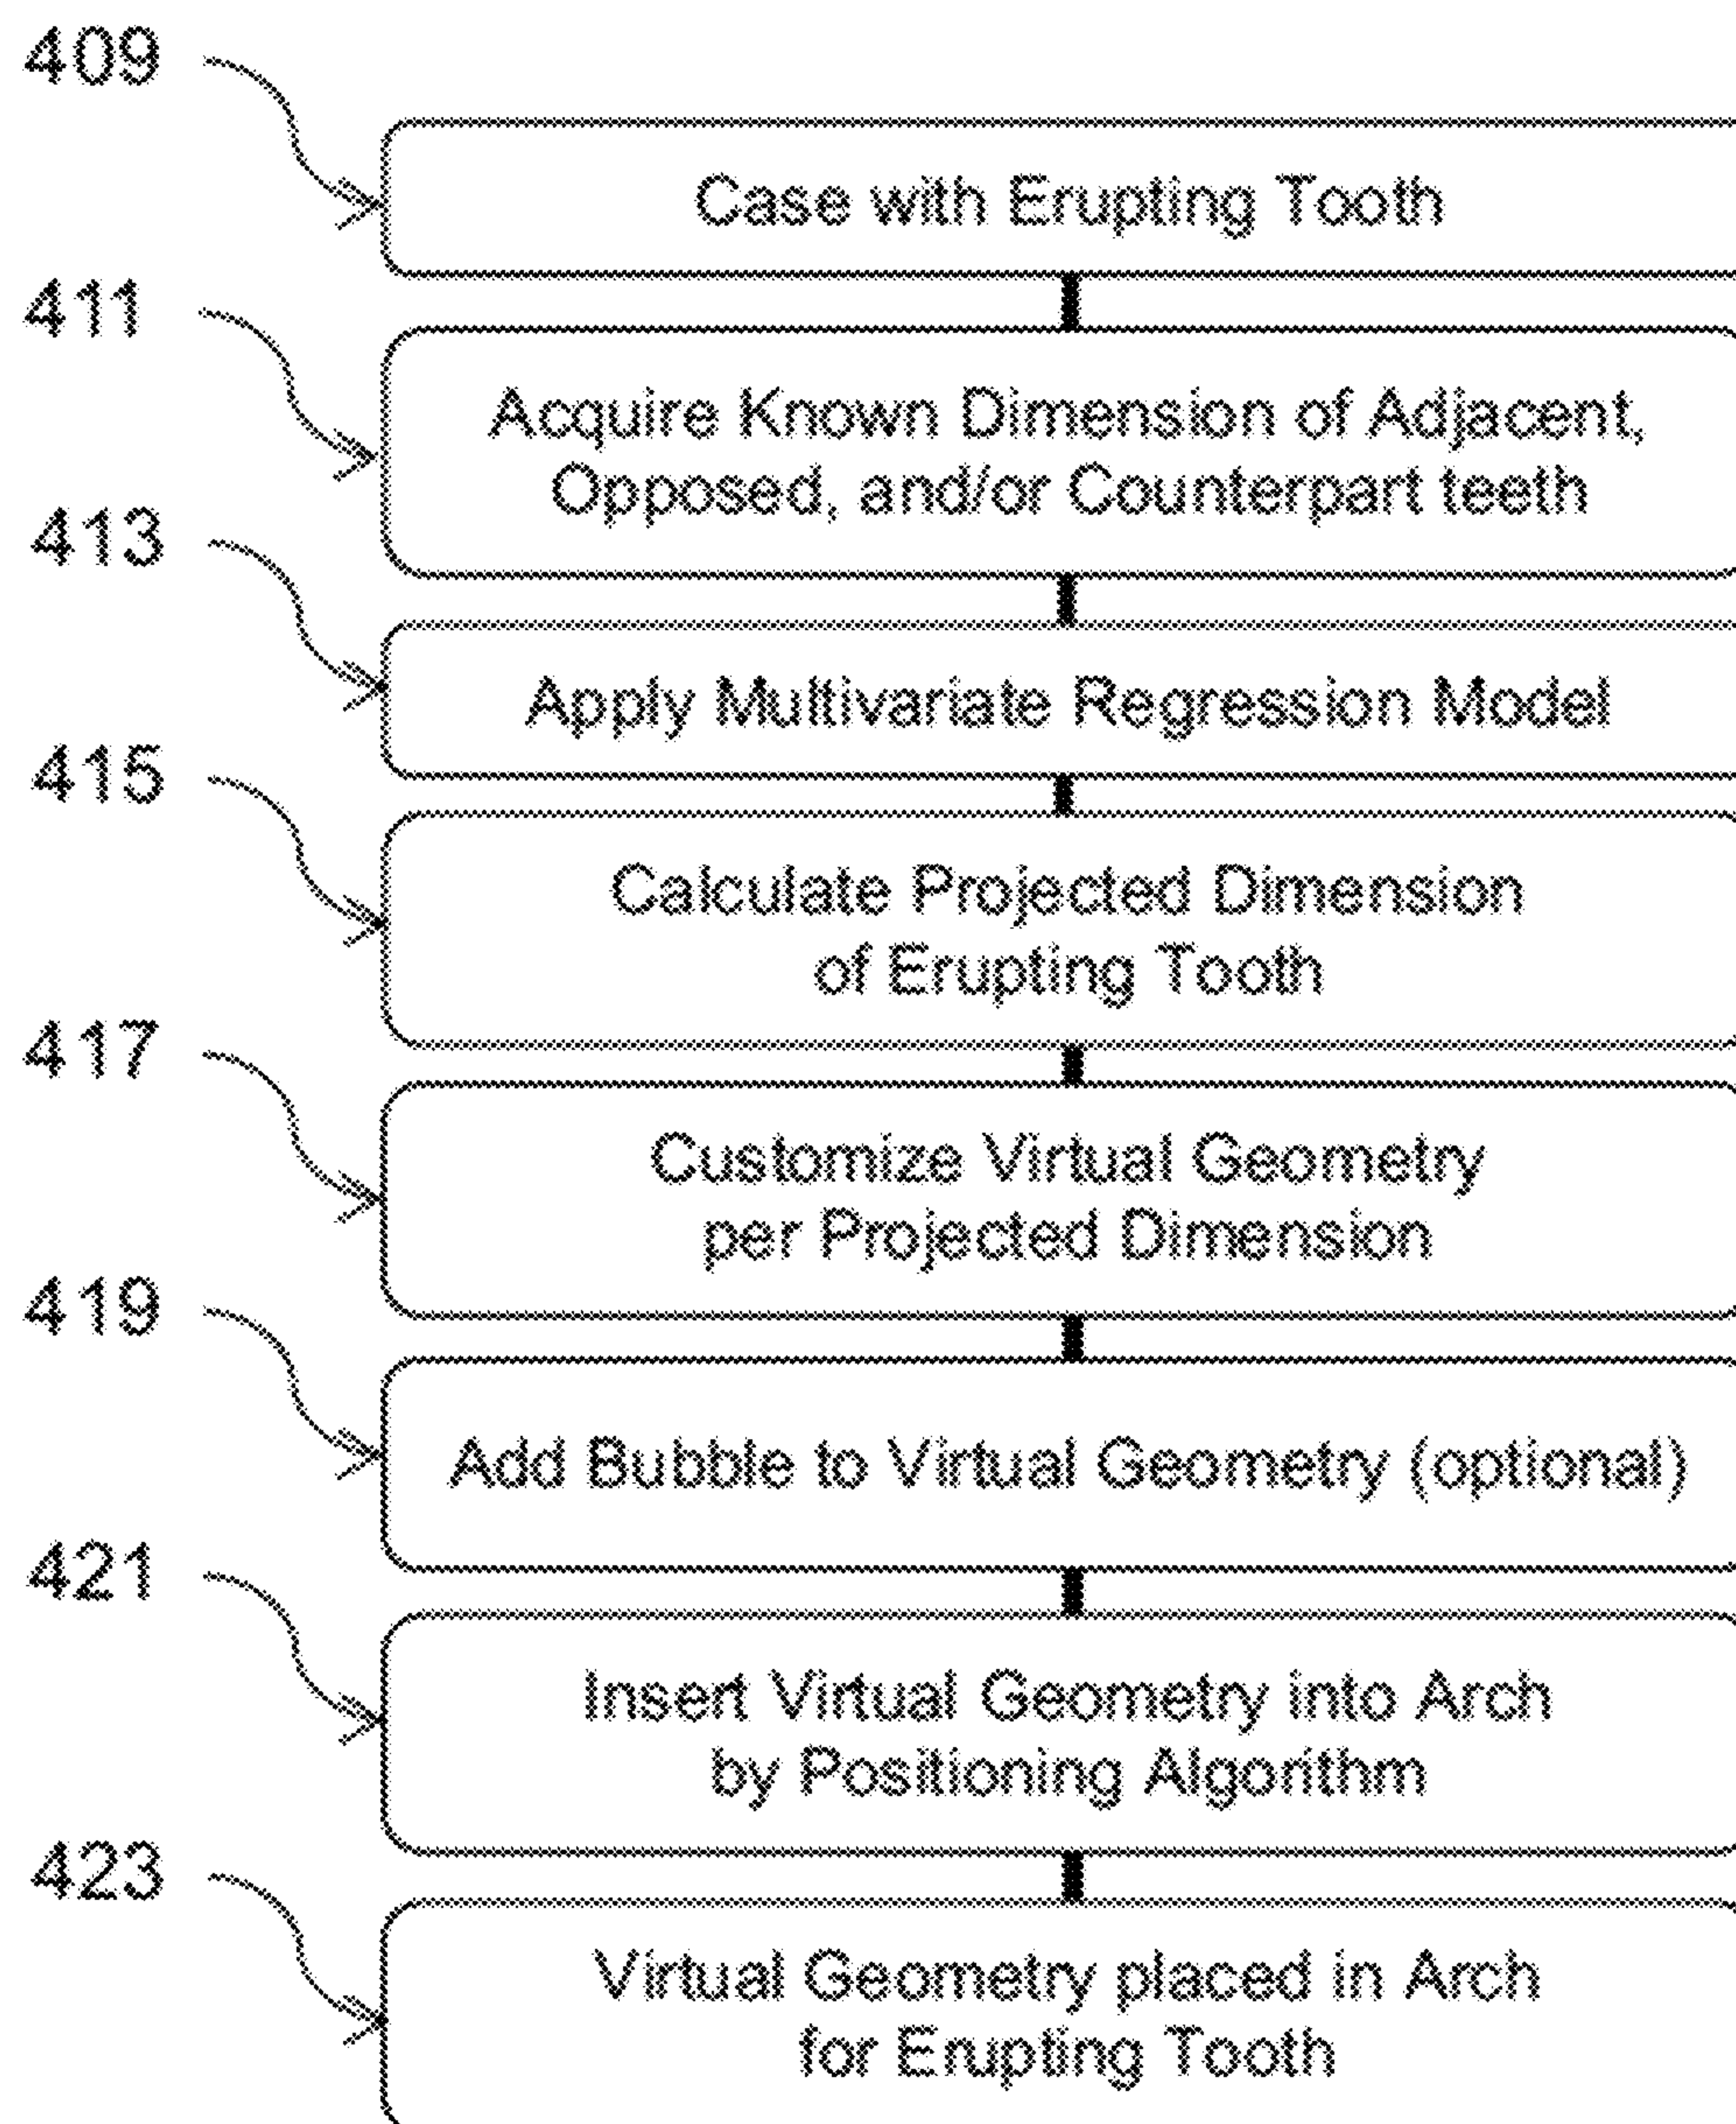 409
Case with Erupting Tooth
411
Acquire Known Dimension of Adjacent,
Opposed, and/or Counterpart teeth
413
Apply Multivariate Regression Model
415
Calculate Projected Dimension
of Erupting Tooth
417
Customize Virtual Geometry
per Projected Dimension
419
Add Bubble to Virtual Geometry (optional)
421
Insert Virtual Geometry into Arch
by Positioning Algorithm
423
Virtual Geometry placed in Arch
for Erupting Tooth